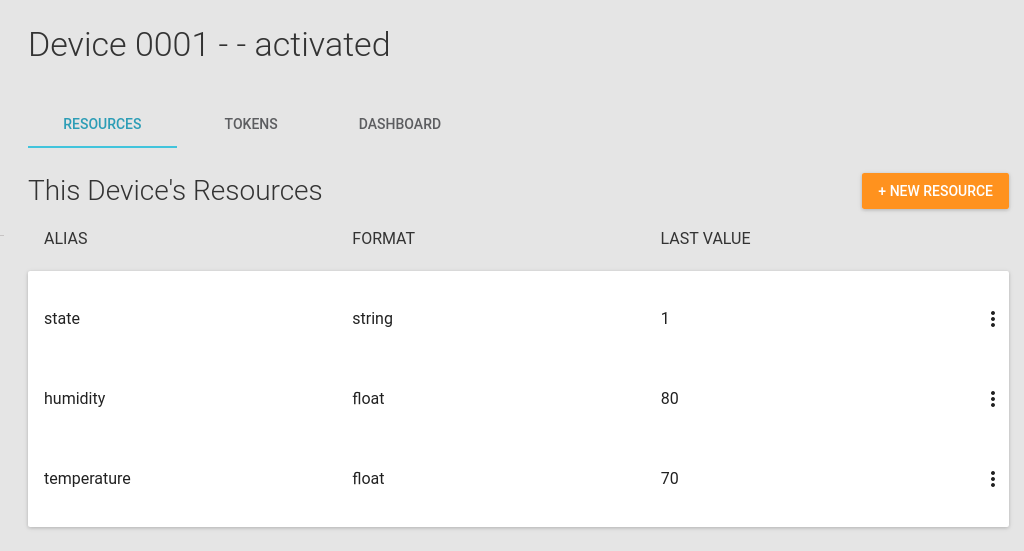 Device 0001 - - activated
RESOURCES TOKENS DASHBOARD
This Device's Resources + NEW RESOURCE
ALIAS FORMAT LAST VALUE
state string 1
humidity float 80
temperature float 70